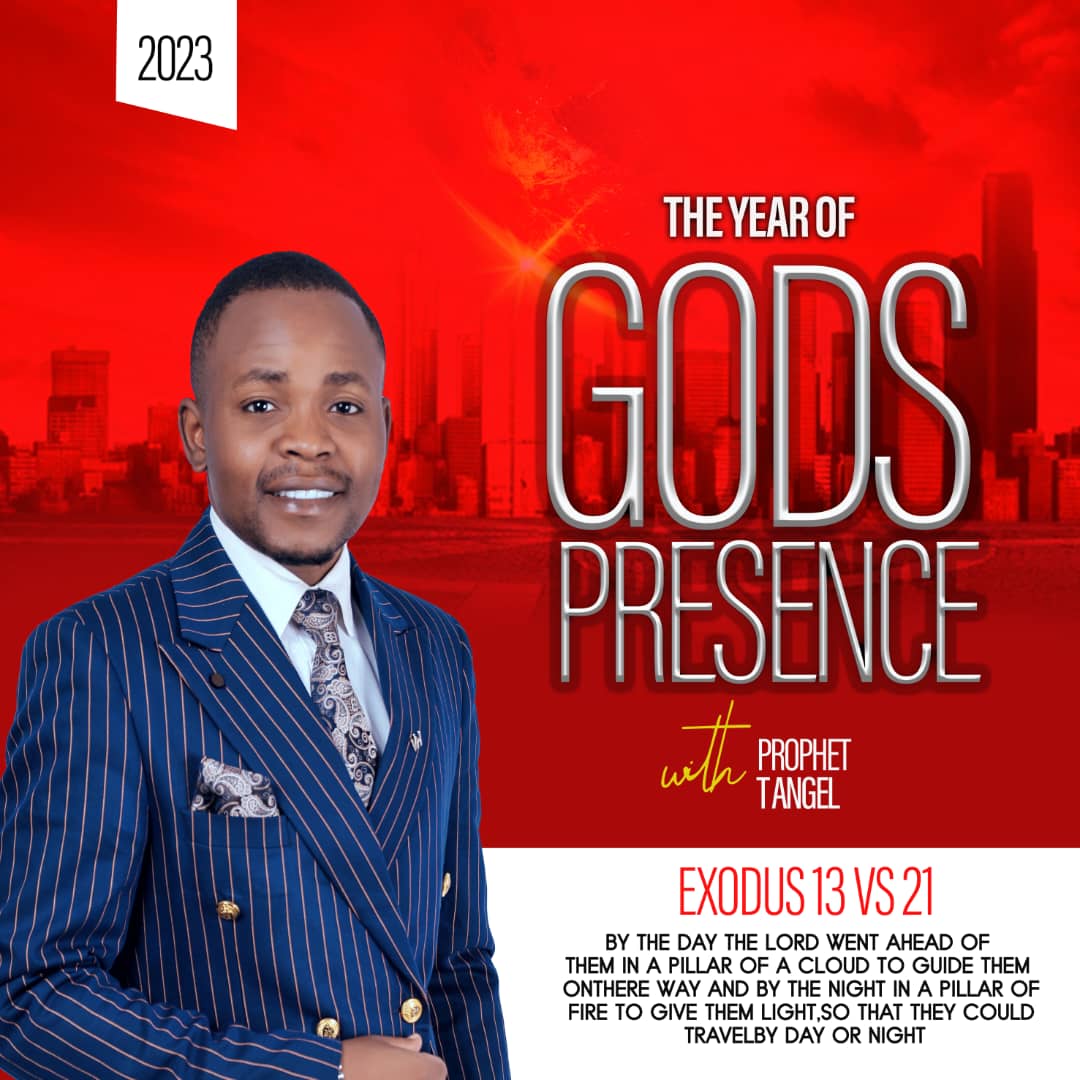 2023
THE YEAR OF
GODS
PRESENCE
with PROPHET
T ANGEL
EXODUS 13 VS 21
BY THE DAY THE LORD WENT AHEAD OF
THEM IN A PILLAR OF A CLOUD TO GUIDE THEM
ONTHERE WAY AND BY THE NIGHT IN A PILLAR OF
FIRE TO GIVE THEM LIGHT,SO THAT THEY COULD
TRAVELBY DAY OR NIGHT